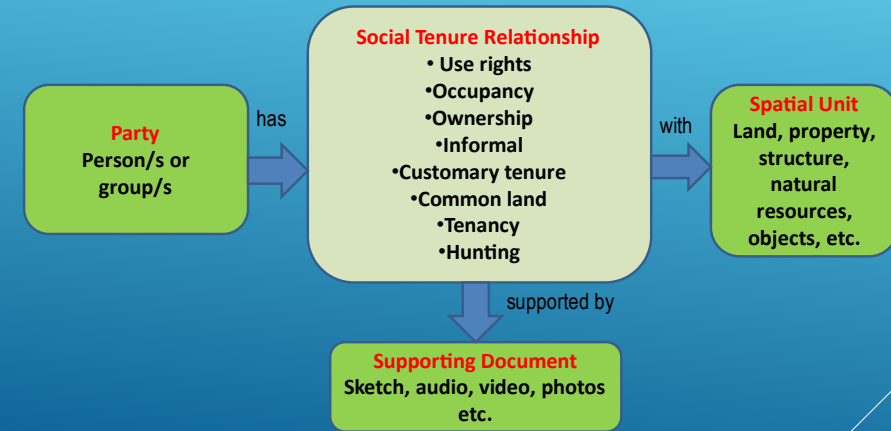 Party
Person/s or
group/s
has
Social Tenure Relationship
• Use rights
•Occupancy
•Ownership
•Informal
•Customary tenure
•Common land
•Tenancy
•Hunting
with
Spatial Unit
Land, property,
structure,
natural
resources,
objects, etc.
supported by
Supporting Document
Sketch, audio, video, photos
etc.